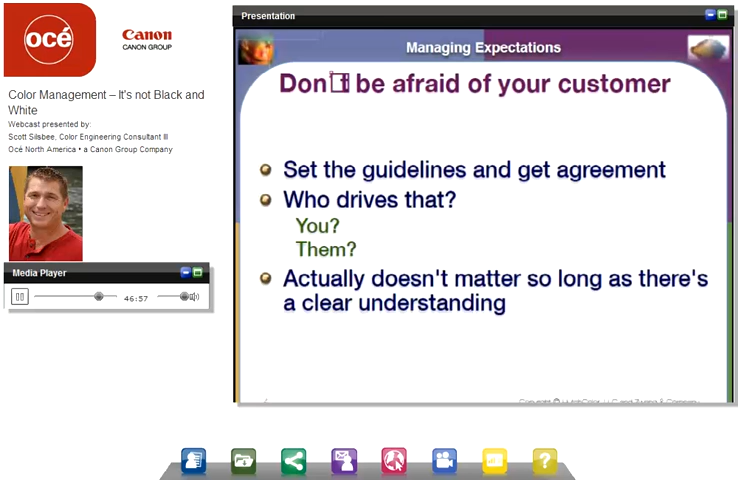 océ
Canon
CANON GROUP
Color Management – It's not Black and
White
Webcast presented by:
Scott Silsbee, Color Engineering Consultant III
Océ North America • a Canon Group Company
Media Player
46:57
Presentation
Managing Expectations
Don't be afraid of your customer
Set the guidelines and get agreement
Who drives that?
You?
Them?
Actually doesn't matter so long as there's
a clear understanding